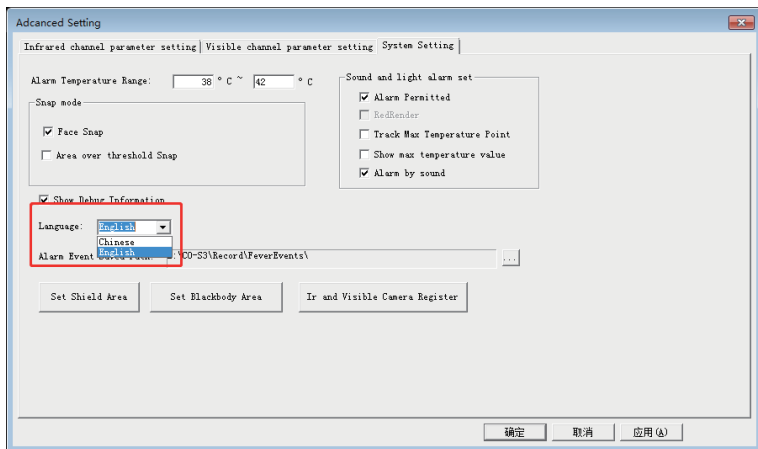 Adcanced Setting
Infrared channel parameter setting Visible channel parameter setting System Setting
Alarm Temperature Range: 38 ° C ~ 42 ° C
Sound and light alarm set
Alarm Permitted
RedRender
Track Max Temperature Point
Show max temperature value
Alarm by sound
Snap mode
Face Snap
Area over threshold Snap
Show Debug Information
Language: English
Chinese
English
Alarm Event :\CO-S3\Record\FeverEvents\ ...
Set Shield Area Set Blackbody Area Ir and Visible Camera Register
确定 取消 应用(A)